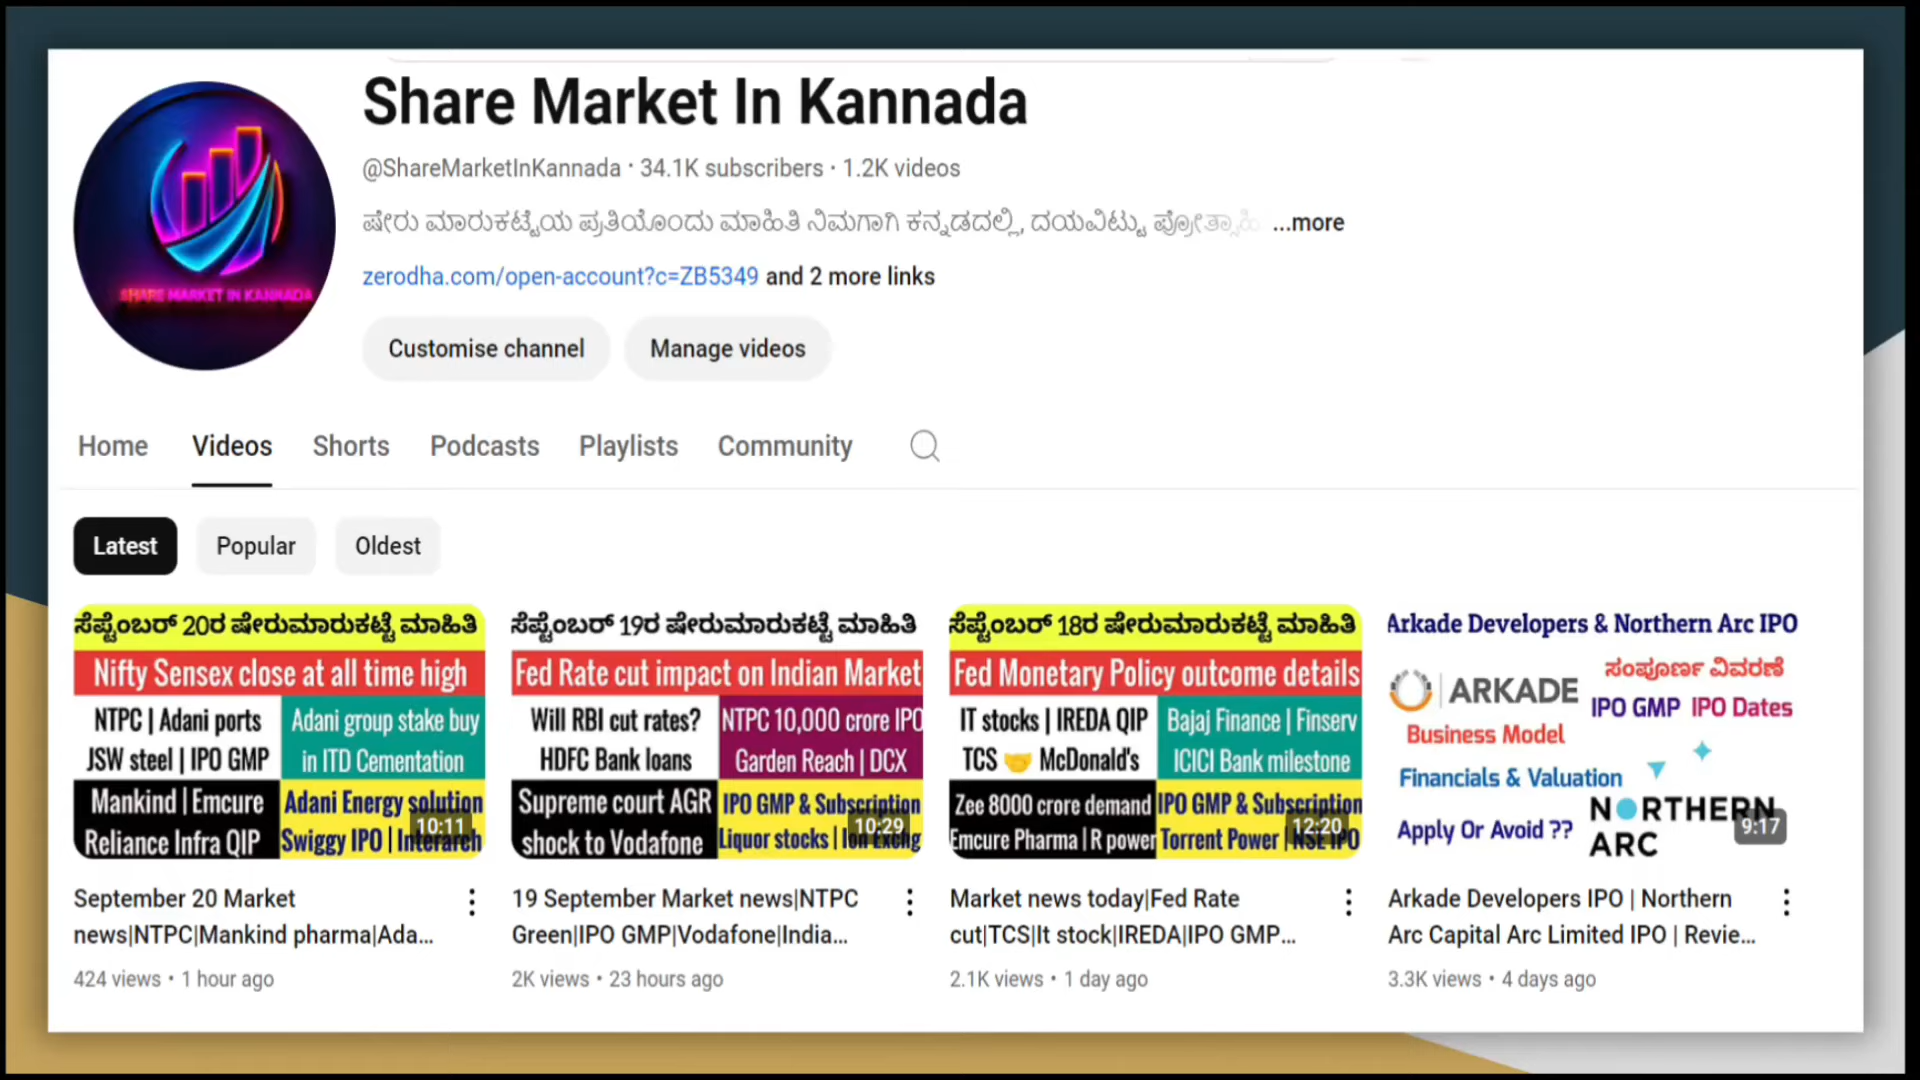 Share Market In Kannada
@ShareMarketInKannada · 34.1K subscribers · 1.2K videos
ಷೇರು ಮಾರುಕಟ್ಟೆಯ ಪ್ರತಿಯೊಂದು ಮಾಹಿತಿ ನಿಮಗಾಗಿ ಕನ್ನಡದಲ್ಲಿ, ದಯವಿಟ್ಟು ...more
zerodha.com/open-account?c=ZB5349 and 2 more links
SHARE MARKET IN KANNADA
Customise channel Manage videos
Home Videos Shorts Podcasts Playlists Community
Latest Popular Oldest
ಸೆಪ್ಟೆಂಬರ್ 20ರ ಷೇರುಮಾರುಕಟ್ಟೆ ಮಾಹಿತಿ
Nifty Sensex close at all time high
NTPC | Adani ports
JSW steel | IPO GMP
Adani group stake buy
in ITD Cementation
Mankind | Emcure
Reliance Infra QIP
Adani Energy solution
Swiggy IPO | Interarch
10:11
September 20 Market
news|NTPC|Mankind pharma|Ada...
424 views • 1 hour ago
ಸೆಪ್ಟೆಂಬರ್ 19ರ ಷೇರುಮಾರುಕಟ್ಟೆ ಮಾಹಿತಿ
Fed Rate cut impact on Indian Market
Will RBI cut rates?
HDFC Bank loans
NTPC 10,000 crore IPO
Garden Reach | DCX
Supreme court AGR
shock to Vodafone
IPO GMP & Subscription
Liquor stocks | Ion Exchg
10:29
19 September Market news|NTPC
Green|IPO GMP|Vodafone|India...
2K views • 23 hours ago
ಸೆಪ್ಟೆಂಬರ್ 18ರ ಷೇರುಮಾರುಕಟ್ಟೆ ಮಾಹಿತಿ
Fed Monetary Policy outcome details
IT stocks | IREDA QIP
TCS 🤝 McDonald's
Bajaj Finance | Finserv
ICICI Bank milestone
Zee 8000 crore demand
Emcure Pharma | R power
IPO GMP & Subscription
Torrent Power | NSE IPO
12:20
Market news today|Fed Rate
cut|TCS|It stock|IREDA|IPO GMP...
2.1K views • 1 day ago
Arkade Developers & Northern Arc IPO
ARKADE
ಸಂಪೂರ್ಣ ವಿವರಣೆ
IPO GMP IPO Dates
Business Model
Financials & Valuation
Apply Or Avoid ??
NORTHERN
ARC
9:17
Arkade Developers IPO | Northern
Arc Capital Arc Limited IPO | Revie...
3.3K views • 4 days ago